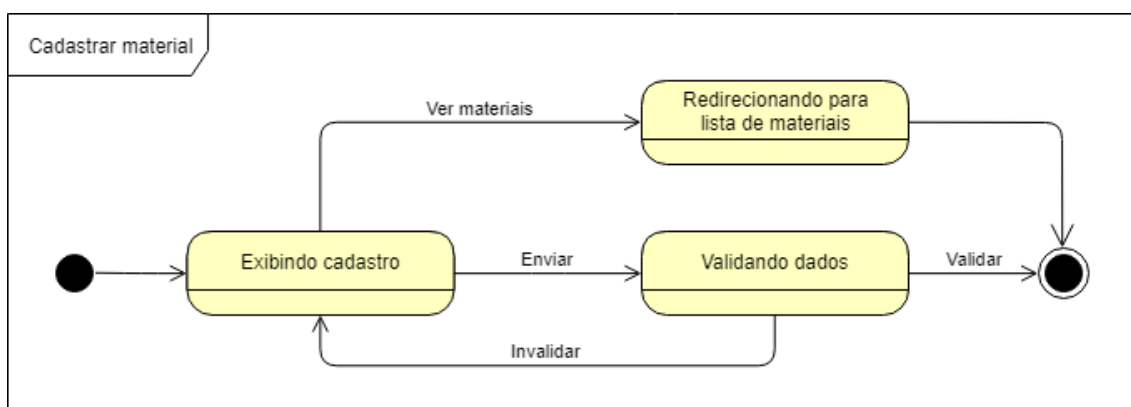 Cadastrar material
Ver materiais
Redirecionando para
lista de materiais
Exibindo cadastro
Enviar
Validando dados
Validar
Invalidar